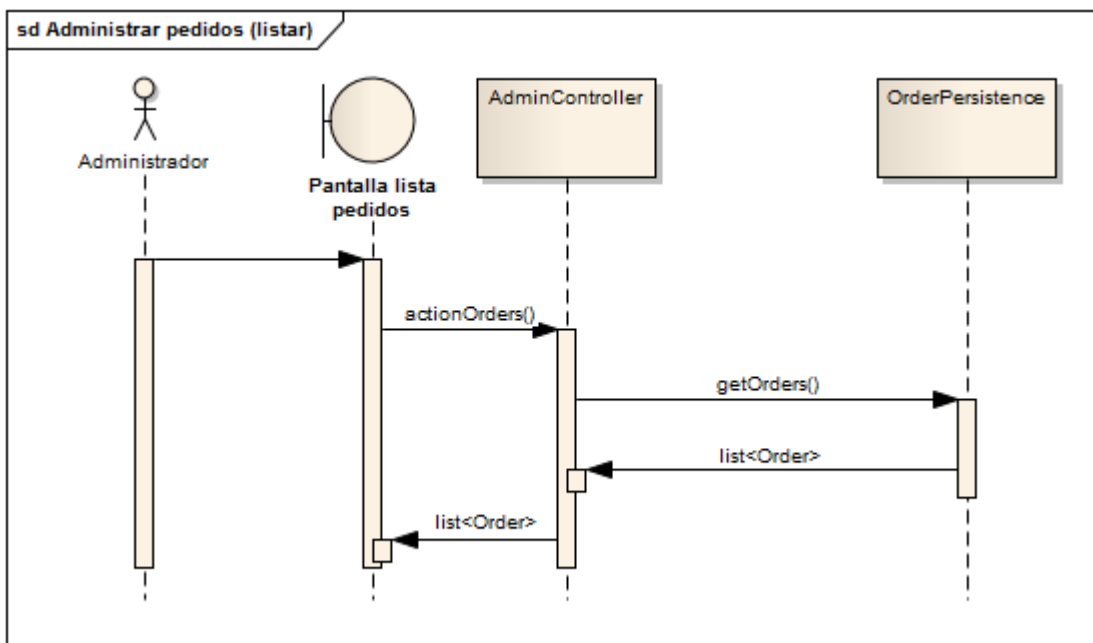 sd Administrar pedidos (listar)
AdminController
OrderPersistence
Administrador
Pantalla lista
pedidos
actionOrders()
getOrders()
list<Order>
list<Order>